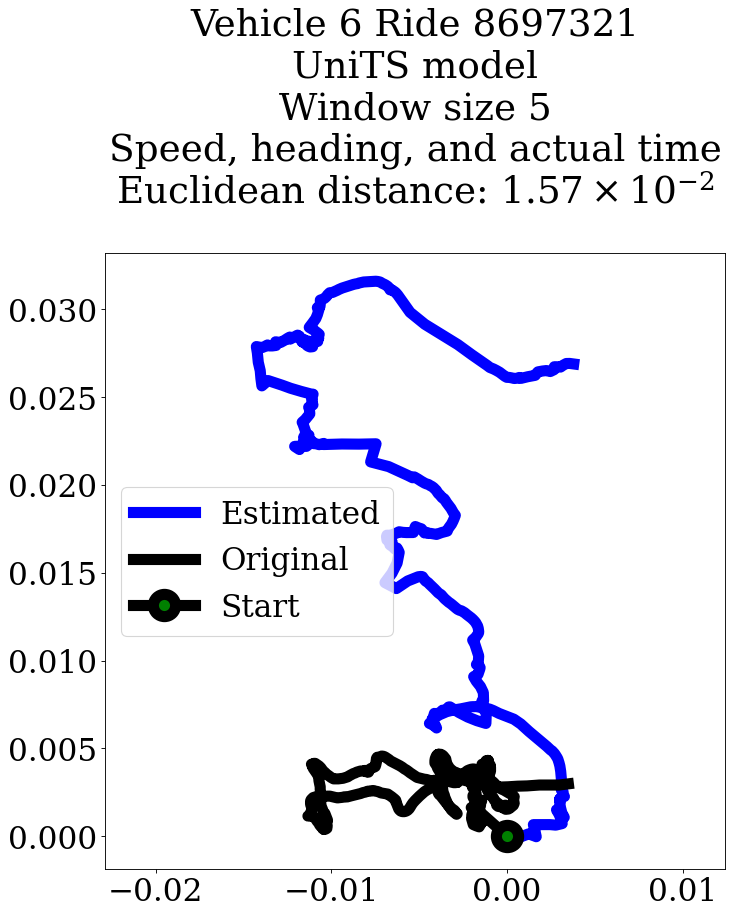 Vehicle 6 Ride 8697321
UniTS model
Window size 5
Speed, heading, and actual time
Euclidean distance: 1.57 × 10⁻²
0.030
0.025
0.020
0.015
0.010
0.005
0.000
Estimated
Original
Start
−0.02 −0.01 0.00 0.01